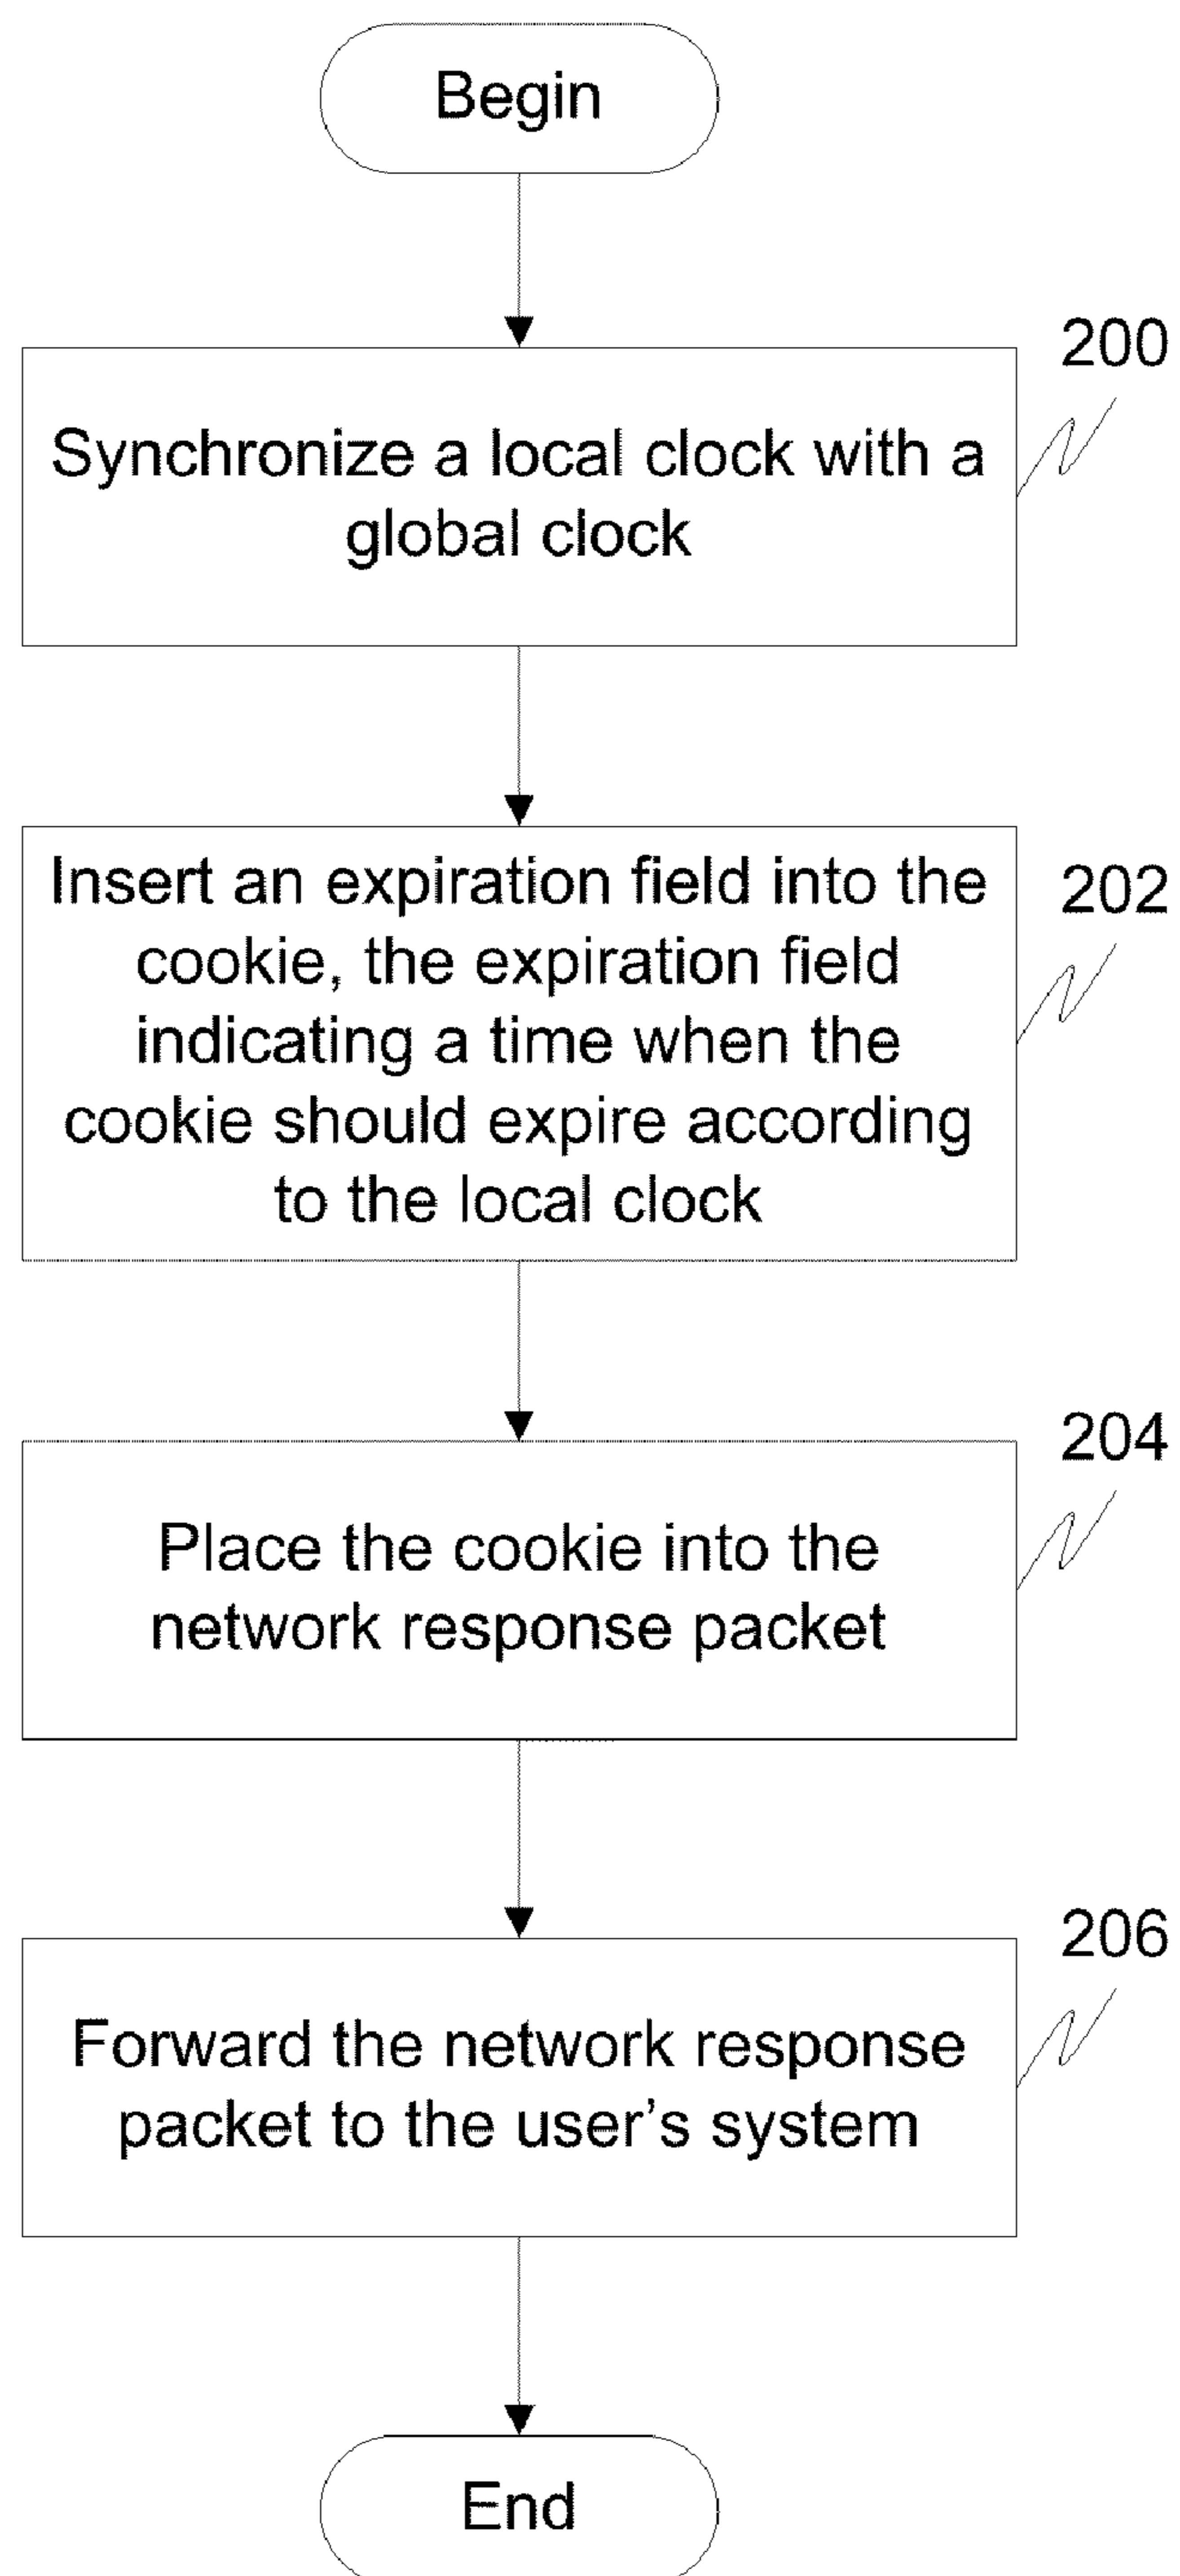 Begin
200
Synchronize a local clock with a
global clock
202
Insert an expiration field into the
cookie, the expiration field
indicating a time when the
cookie should expire according
to the local clock
204
Place the cookie into the
network response packet
206
Forward the network response
packet to the user's system
End